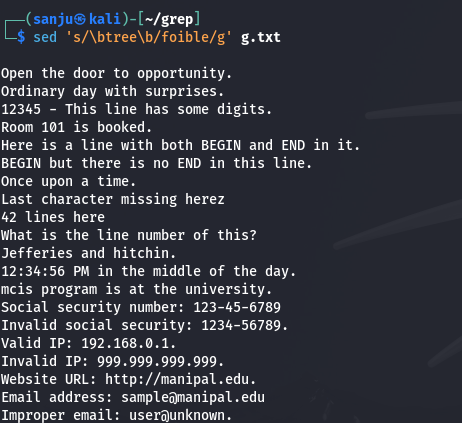 ┌──(sanju㉿kali)-[~/grep]
└─$ sed 's/\btree\b/foible/g' g.txt
Open the door to opportunity.
Ordinary day with surprises.
12345 - This line has some digits.
Room 101 is booked.
Here is a line with both BEGIN and END in it.
BEGIN but there is no END in this line.
Once upon a time.
Last character missing herez
42 lines here
What is the line number of this?
Jefferies and hitchin.
12:34:56 PM in the middle of the day.
mcis program is at the university.
Social security number: 123-45-6789
Invalid social security: 1234-56789.
Valid IP: 192.168.0.1.
Invalid IP: 999.999.999.999.
Website URL: http://manipal.edu.
Email address: sample@manipal.edu
Improper email: user@unknown.